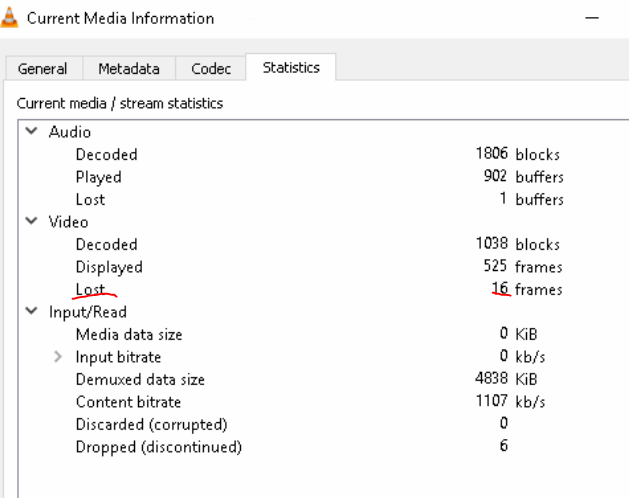 Current Media Information
General Metadata Codec Statistics
Current media / stream statistics
Audio
Decoded 1806 blocks
Played 902 buffers
Lost 1 buffers
Video
Decoded 1038 blocks
Displayed 525 frames
Lost 16 frames
Input/Read
Media data size 0 KiB
Input bitrate 0 kb/s
Demuxed data size 4838 KiB
Content bitrate 1107 kb/s
Discarded (corrupted) 0
Dropped (discontinued) 6